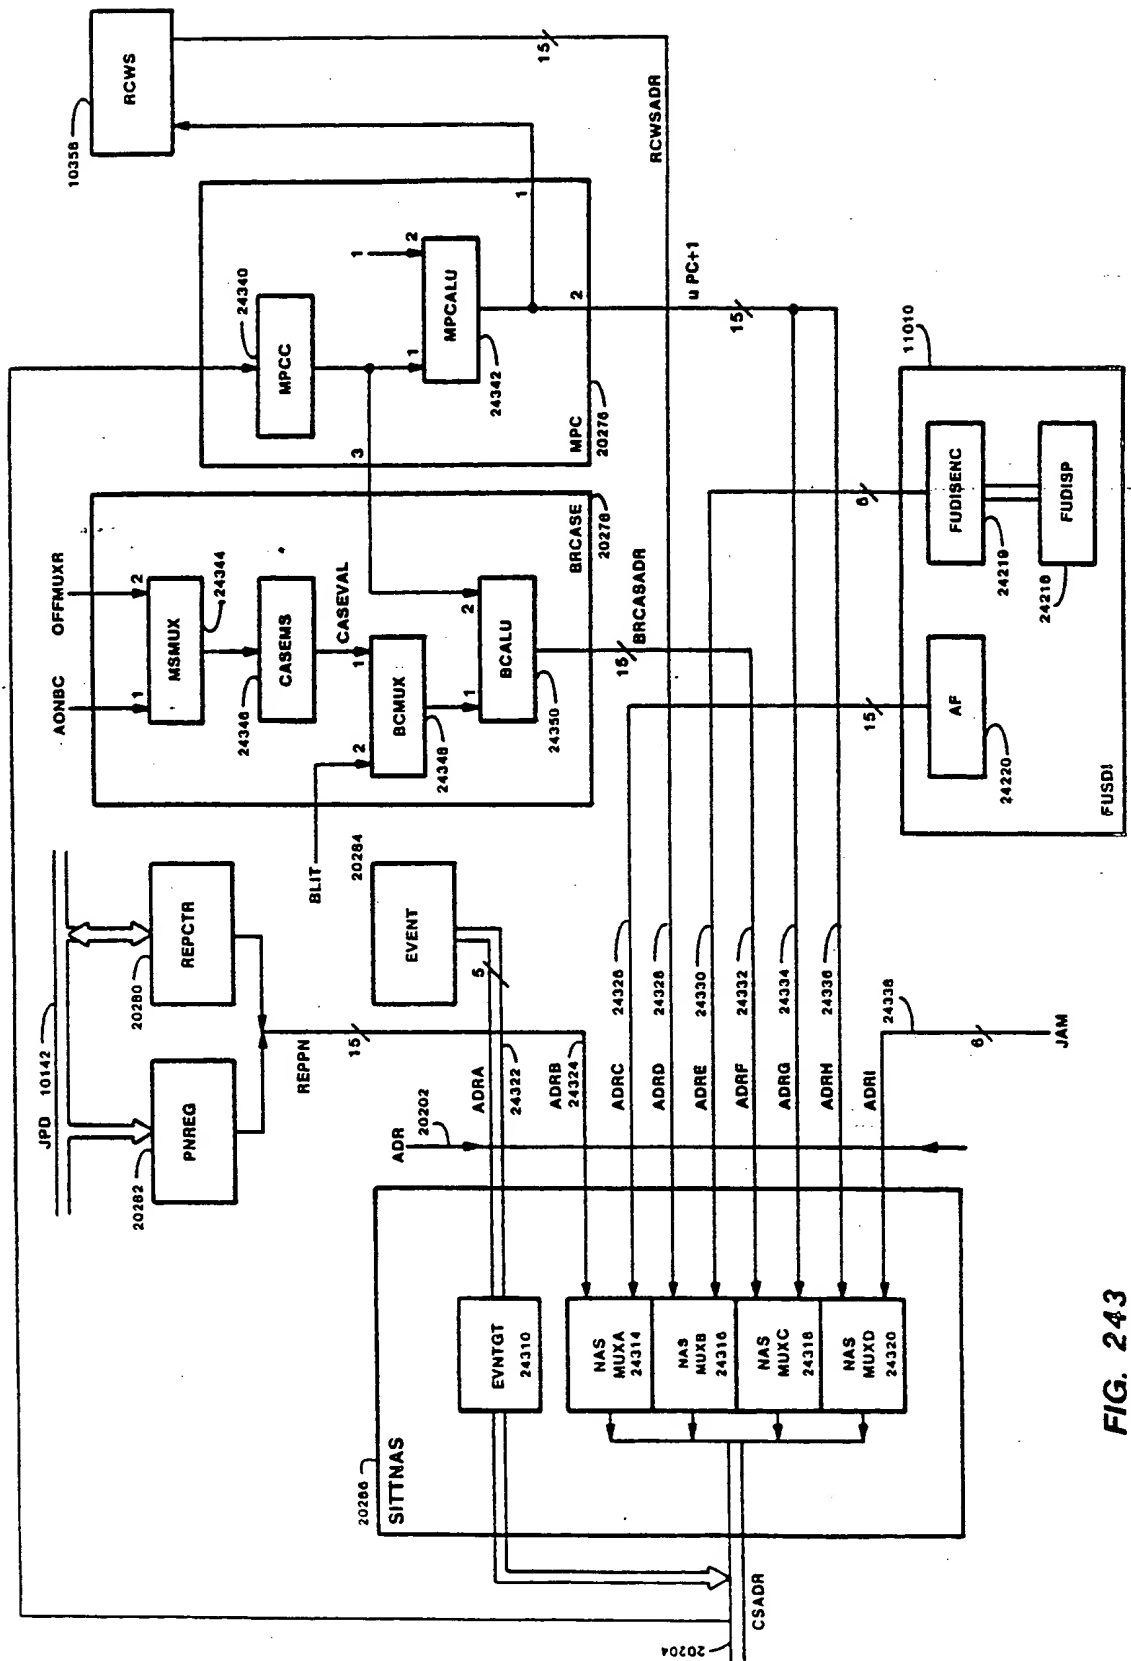 JPD
10142
20282
PNREG
20280
REPCTR
REPPN
15
AONBC
OFFMUXR
1
2
MSMUX
24344
24346
CASEMS
CASEVAL
BLIT
2
1
BCMUX
24348
1
2
BCALU
24350
BRCASE
20278
15
BRCASADR
24340
MPCC
3
1
1
2
MPCALU
24342
1
2
MPC
20276
10358
RCWS
15
RCWSADR
u PC+1
15
20284
EVENT
5
ADR
20202
ADRA
24322
ADRB
24324
ADRC
24326
ADRD
24328
ADRE
24330
ADRF
24332
ADRG
24334
ADRH
24336
ADRI
24338
6
JAM
15
6
11010
AF
24220
FUDISENC
24219
FUDISP
24218
FUSDI
20286
SITTNAS
EVNTGT
24310
NAS
MUXA
24314
NAS
MUXB
24316
NAS
MUXC
24318
NAS
MUXD
24320
20204
CSADR
FIG. 243